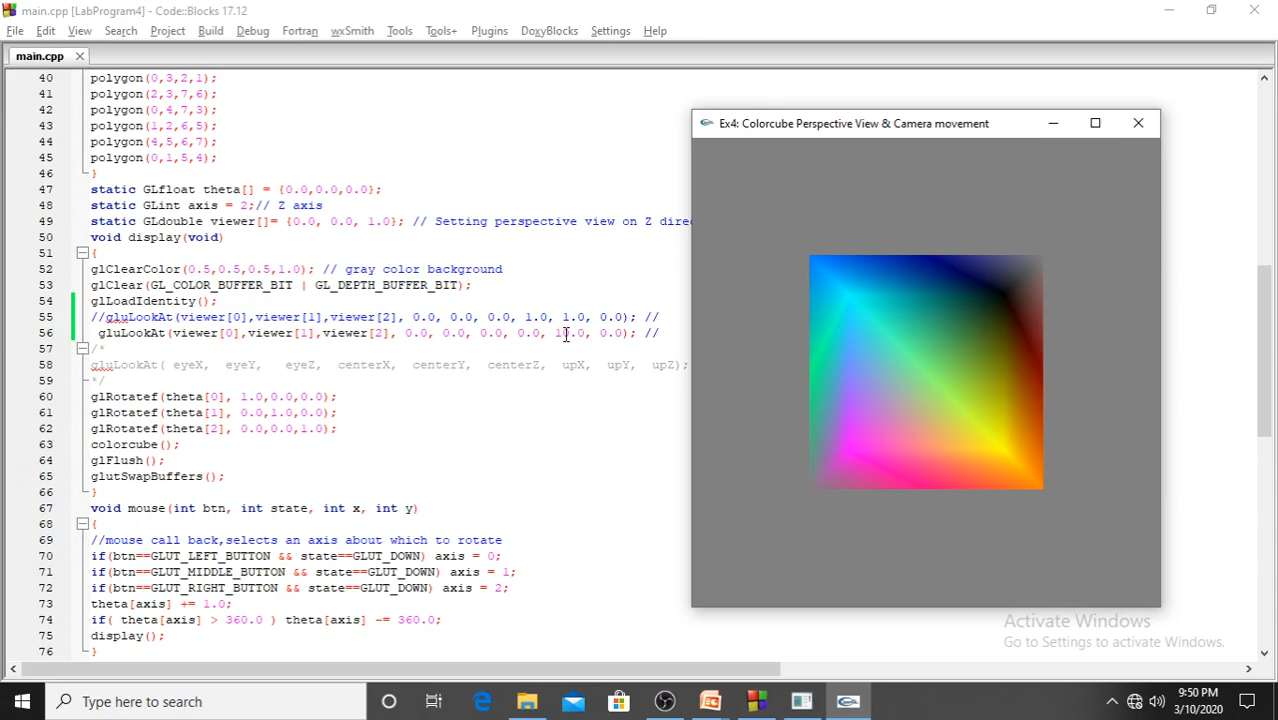 main.cpp [LabProgram4] - Code::Blocks 17.12
File Edit View Search Project Build Debug Fortran wxSmith Tools Tools+ Plugins DoxyBlocks Settings Help
main.cpp
40 polygon(0,3,2,1);
41 polygon(2,3,7,6);
42 polygon(0,4,7,3);
43 polygon(1,2,6,5);
44 polygon(4,5,6,7);
45 polygon(0,1,5,4);
46 }
47 static GLfloat theta[] = {0.0,0.0,0.0};
48 static GLint axis = 2;// Z axis
49 static GLdouble viewer[]= {0.0, 0.0, 1.0}; // Setting perspective view on Z direc
50 void display(void)
51 {
52 glClearColor(0.5,0.5,0.5,1.0); // gray color background
53 glClear(GL_COLOR_BUFFER_BIT | GL_DEPTH_BUFFER_BIT);
54 glLoadIdentity();
55 //gluLookAt(viewer[0],viewer[1],viewer[2], 0.0, 0.0, 0.0, 1.0, 1.0, 0.0); //
56 gluLookAt(viewer[0],viewer[1],viewer[2], 0.0, 0.0, 0.0, 0.0, 10.0, 0.0); //
57 /*
58 gluLookAt( eyeX, eyeY, eyeZ, centerX, centerY, centerZ, upX, upY, upZ);
59 */
60 glRotatef(theta[0], 1.0,0.0,0.0);
61 glRotatef(theta[1], 0.0,1.0,0.0);
62 glRotatef(theta[2], 0.0,0.0,1.0);
63 colorcube();
64 glFlush();
65 glutSwapBuffers();
66 }
67 void mouse(int btn, int state, int x, int y)
68 {
69 //mouse call back,selects an axis about which to rotate
70 if(btn==GLUT_LEFT_BUTTON && state==GLUT_DOWN) axis = 0;
71 if(btn==GLUT_MIDDLE_BUTTON && state==GLUT_DOWN) axis = 1;
72 if(btn==GLUT_RIGHT_BUTTON && state==GLUT_DOWN) axis = 2;
73 theta[axis] += 1.0;
74 if( theta[axis] > 360.0 ) theta[axis] -= 360.0;
75 display();
76 }
Ex4: Colorcube Perspective View & Camera movement
Activate Windows
Go to Settings to activate Windows.
Type here to search
9:50 PM
3/10/2020